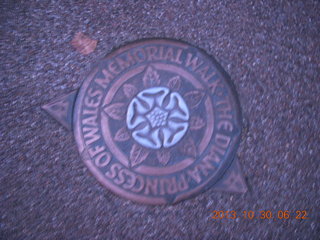 THE DIANA PRINCESS OF WALES MEMORIAL WALK
2013.10.30 06:22